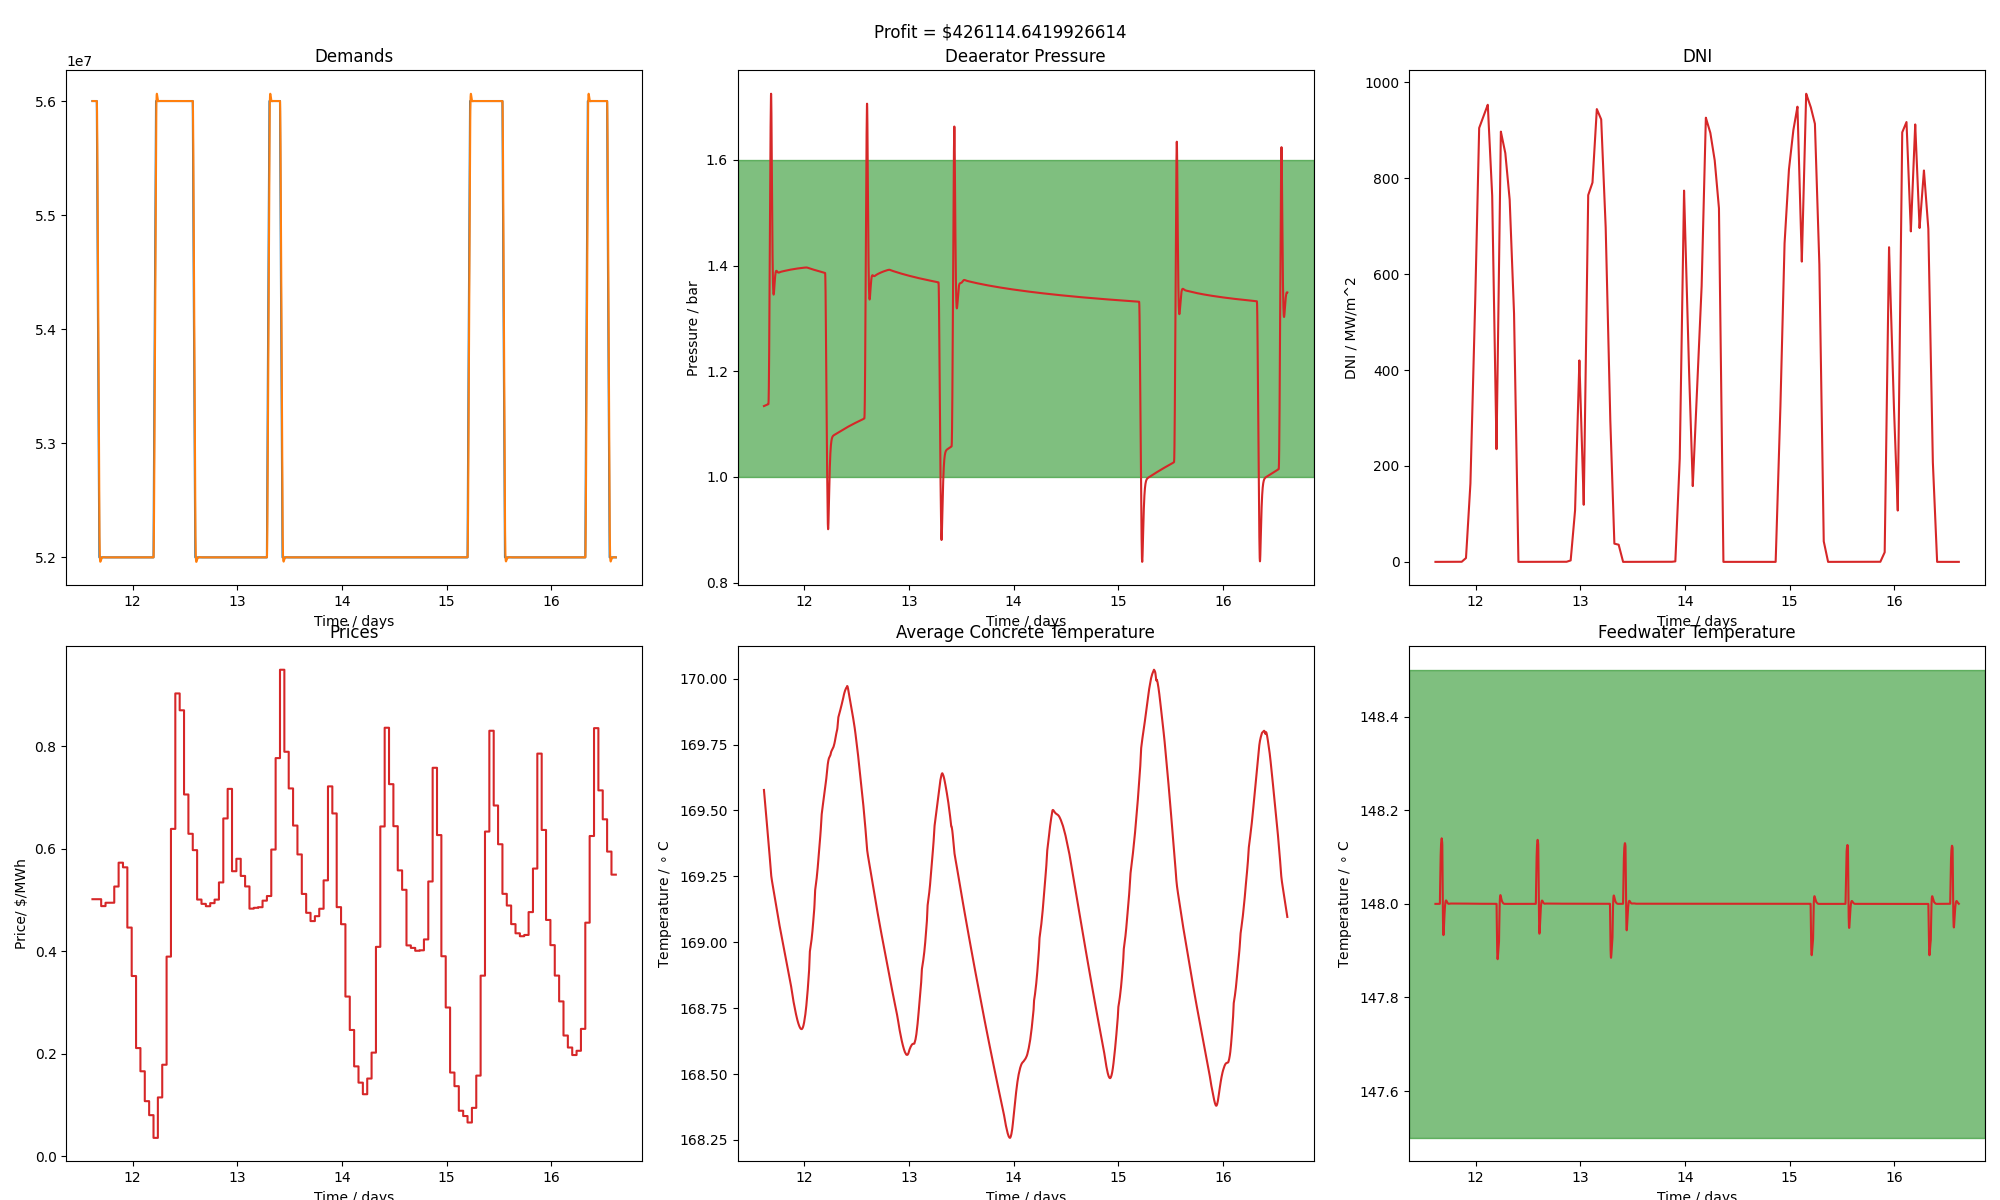 Profit = $426114.6419926614
Demands
1e7
5.6
5.5
5.4
5.3
5.2
12 13 14 15 16
Time / days
Deaerator Pressure
Pressure / bar
1.6
1.4
1.2
1.0
0.8
12 13 14 15 16
Time / days
DNI
DNI / MW/m^2
1000
800
600
400
200
0
12 13 14 15 16
Time / days
Prices
Price/ $/MWh
0.8
0.6
0.4
0.2
0.0
12 13 14 15 16
Time / days
Average Concrete Temperature
Temperature / ∘ C
170.00
169.75
169.50
169.25
169.00
168.75
168.50
168.25
12 13 14 15 16
Time / days
Feedwater Temperature
Temperature / ∘ C
148.4
148.2
148.0
147.8
147.6
12 13 14 15 16
Time / days